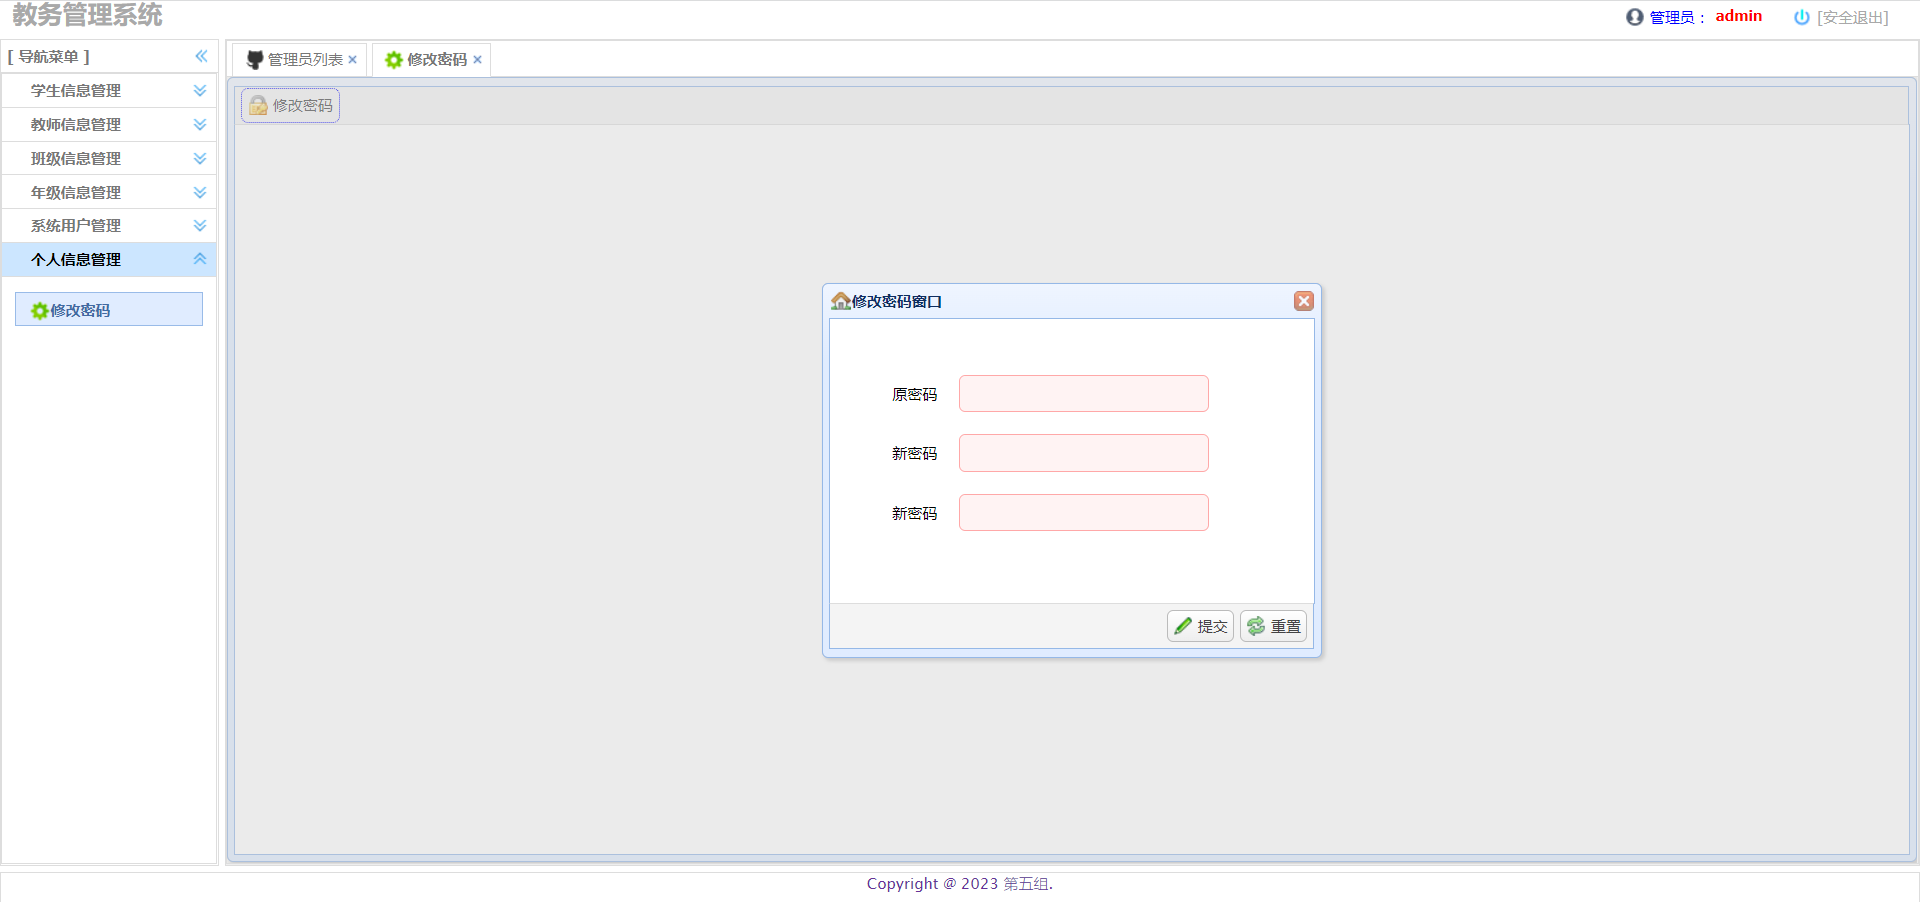 教务管理系统
管理员： admin [安全退出]
[ 导航菜单 ]
学生信息管理
教师信息管理
班级信息管理
年级信息管理
系统用户管理
个人信息管理
修改密码
管理员列表
修改密码
修改密码
修改密码窗口
原密码
新密码
新密码
提交
重置
Copyright @ 2023 第五组.